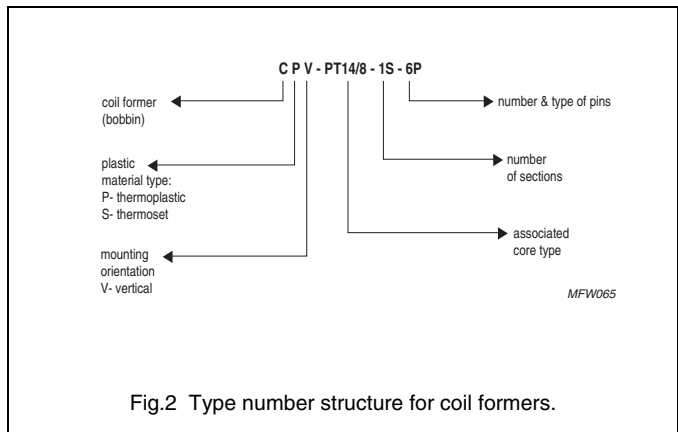 C P V - PT14/8 - 1S - 6P
coil former
(bobbin)
plastic
material type:
P- thermoplastic
S- thermoset
mounting
orientation
V- vertical
number & type of pins
number
of sections
associated
core type
MFW065
Fig.2 Type number structure for coil formers.